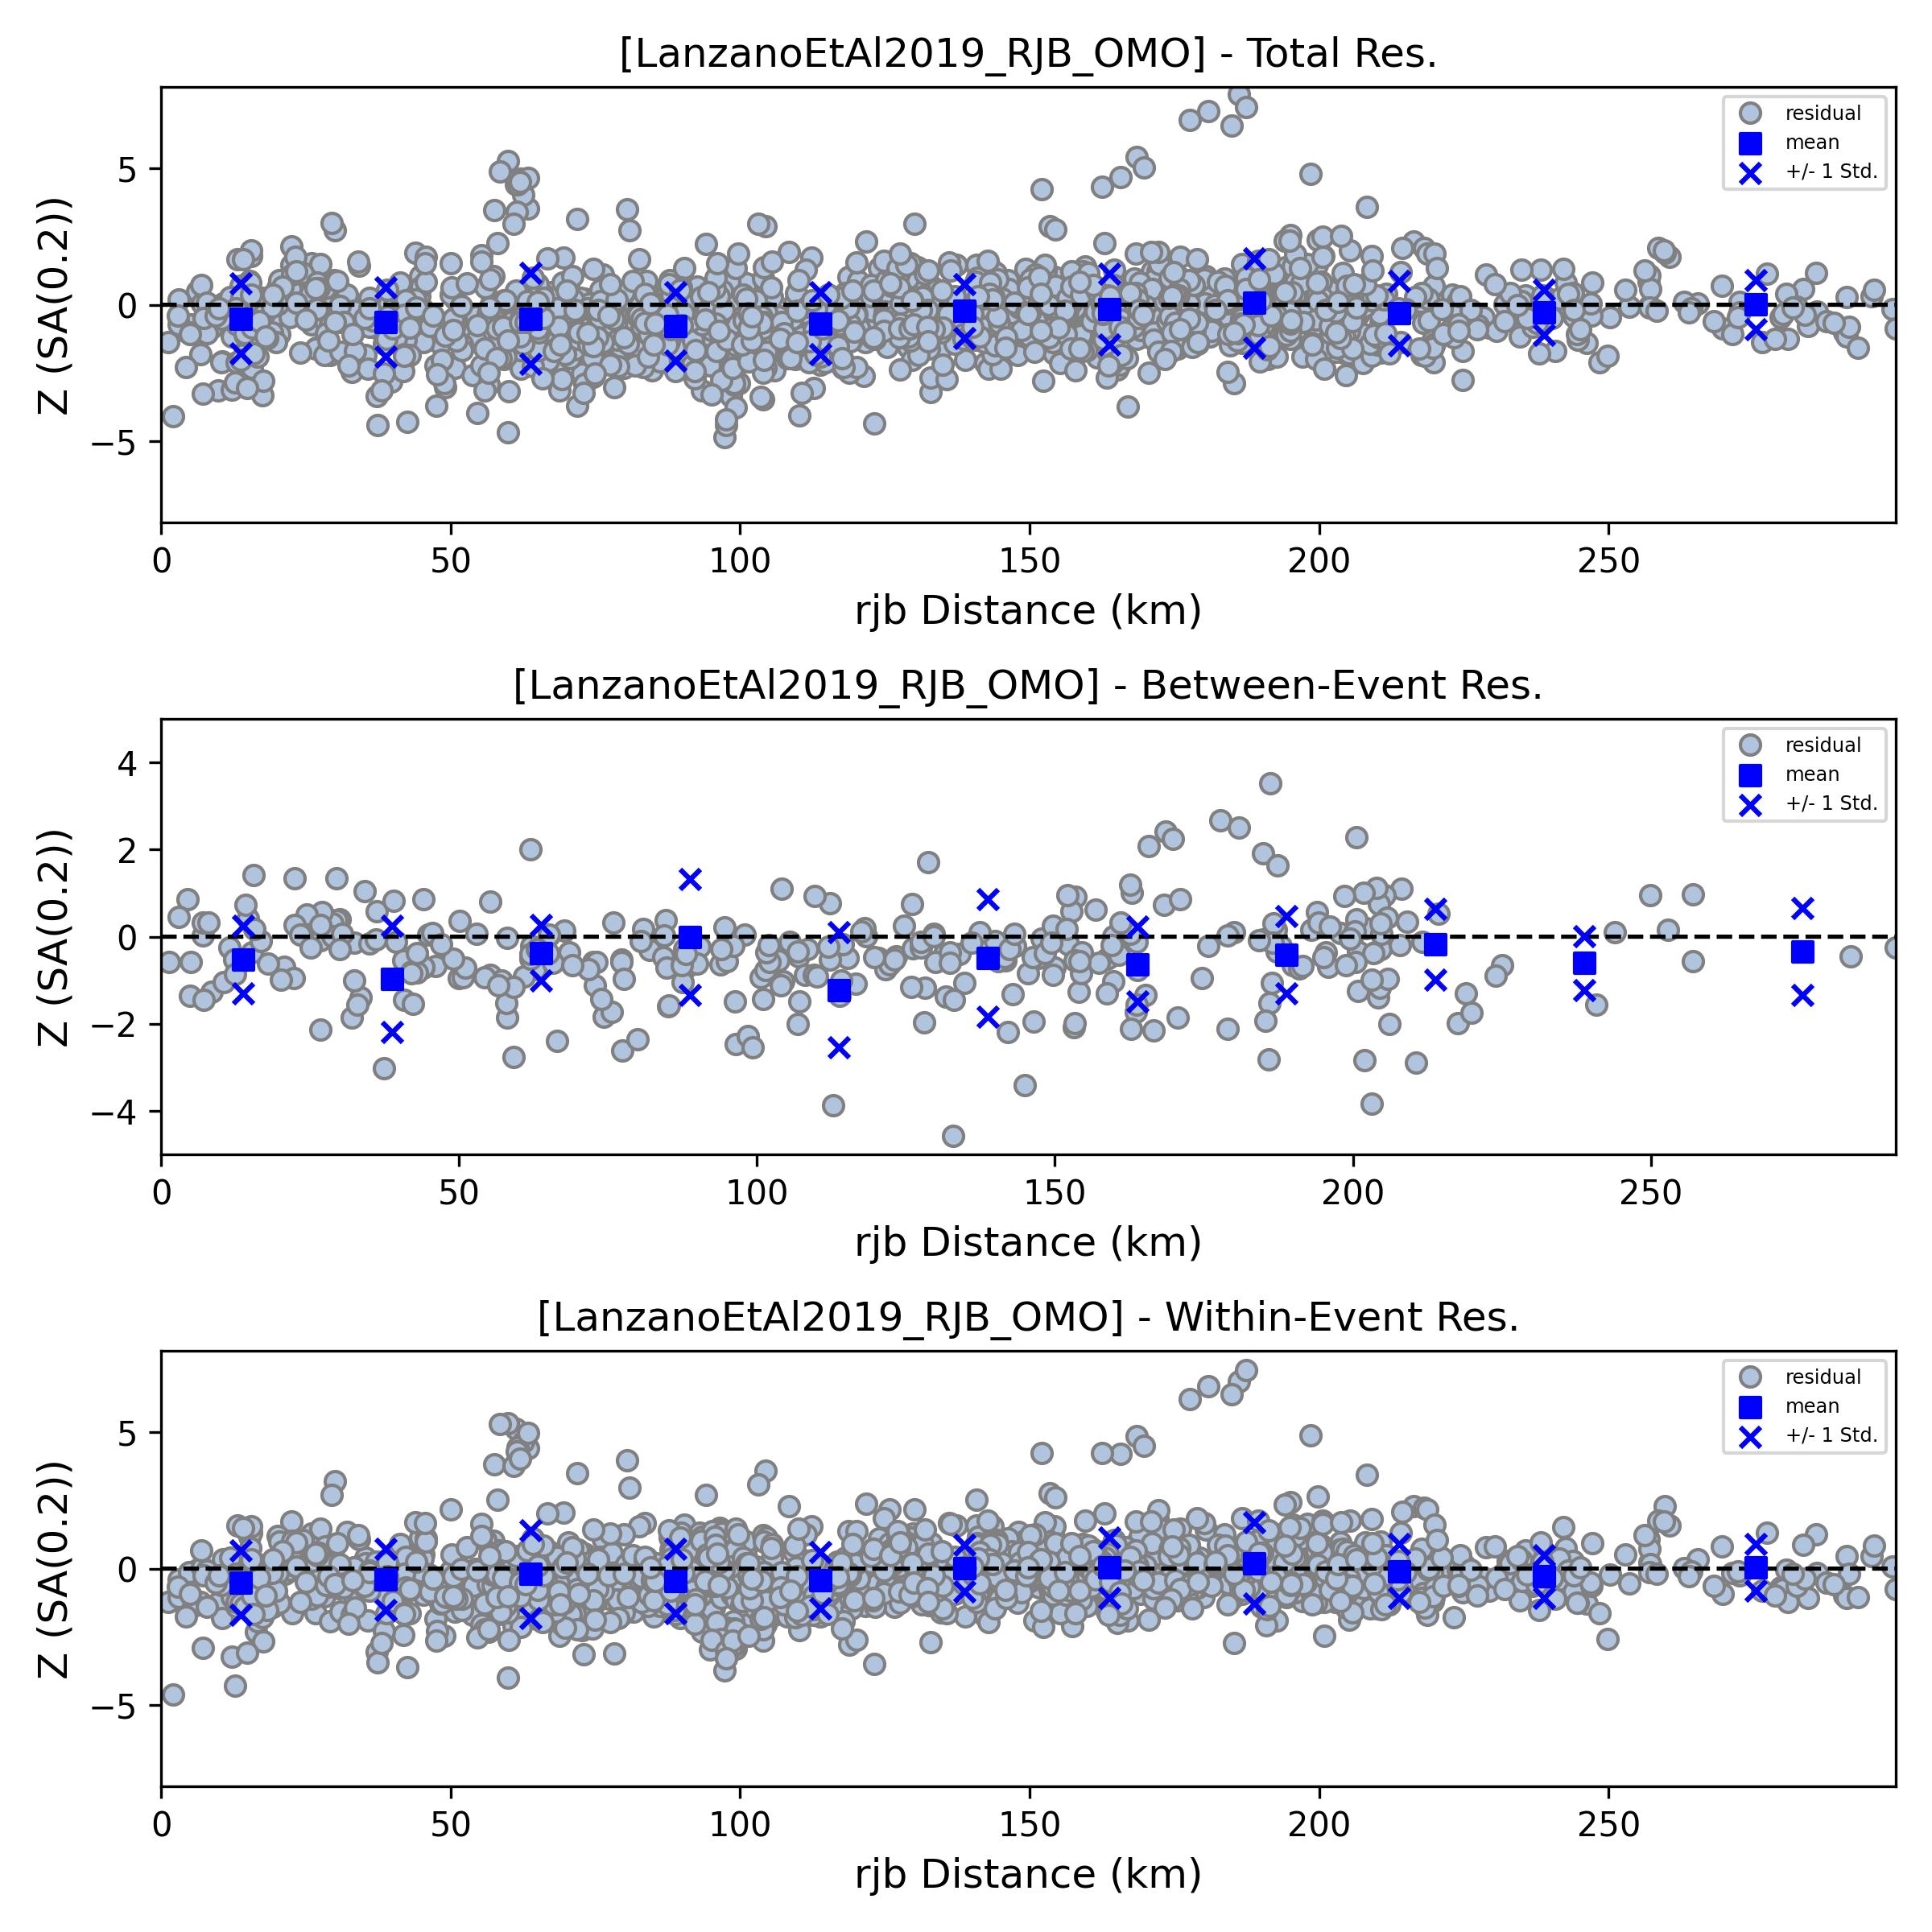 [LanzanoEtAl2019_RJB_OMO] - Total Res.
residual
mean
+/- 1 Std.
Z (SA(0.2))
5
0
−5
0 50 100 150 200 250
rjb Distance (km)
[LanzanoEtAl2019_RJB_OMO] - Between-Event Res.
residual
mean
+/- 1 Std.
Z (SA(0.2))
4
2
0
−2
−4
0 50 100 150 200 250
rjb Distance (km)
[LanzanoEtAl2019_RJB_OMO] - Within-Event Res.
residual
mean
+/- 1 Std.
Z (SA(0.2))
5
0
−5
0 50 100 150 200 250
rjb Distance (km)